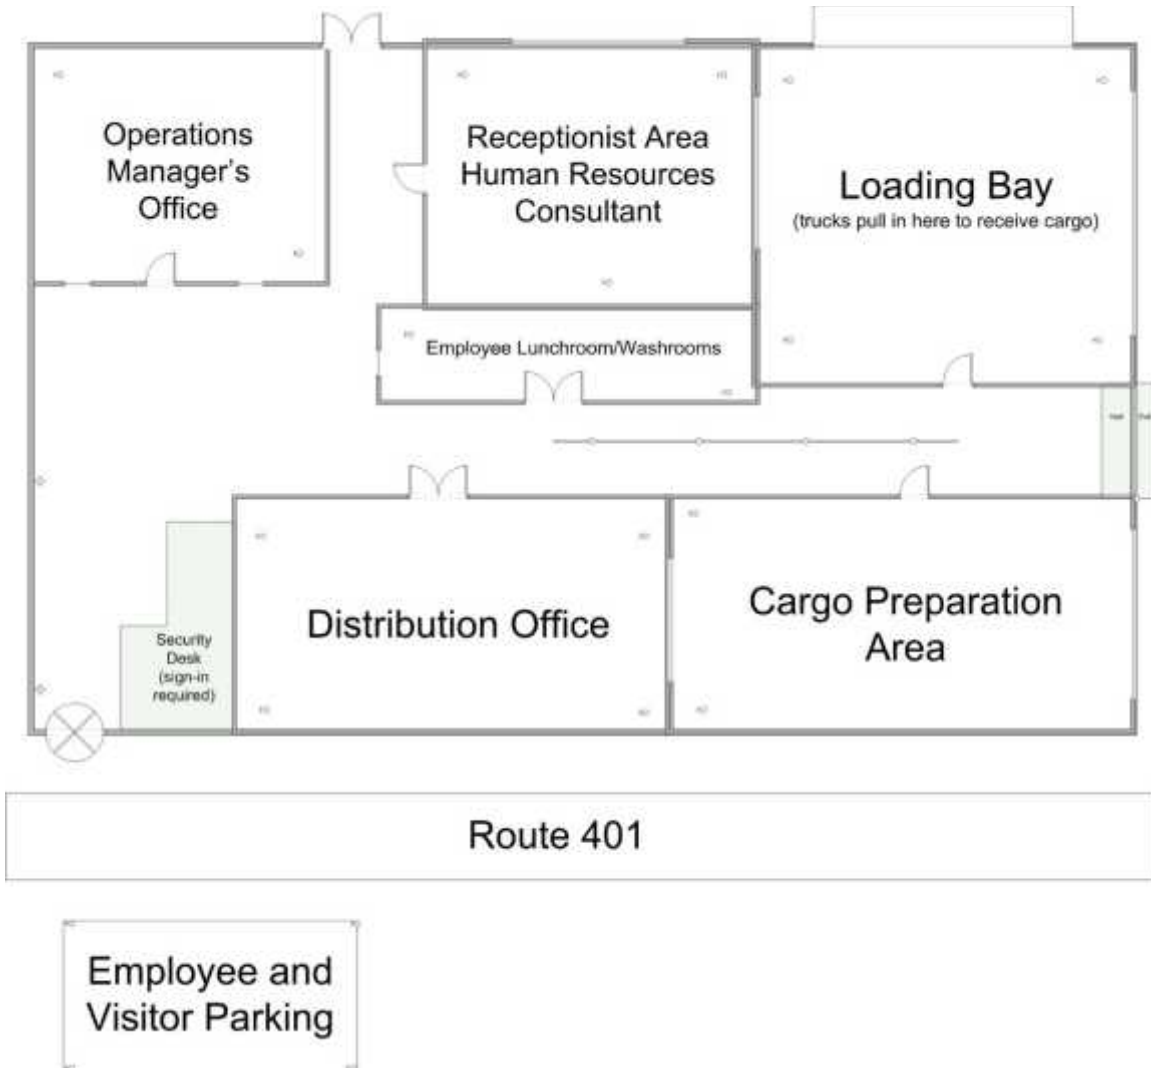 Operations
Manager's
Office
Receptionist Area
Human Resources
Consultant
Loading Bay
(trucks pull in here to receive cargo)
Employee Lunchroom/Washrooms
Security
Desk
(sign-in
required)
Distribution Office
Cargo Preparation
Area
Route 401
Employee and
Visitor Parking